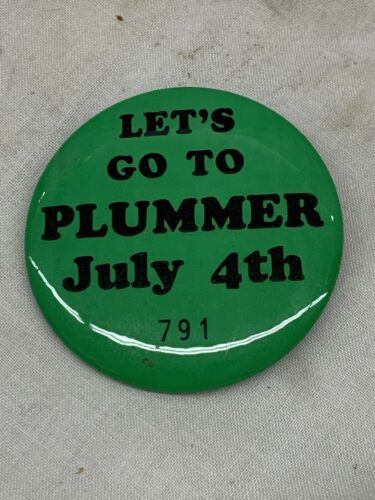 LET'S
GO TO
PLUMMER
July 4th
791